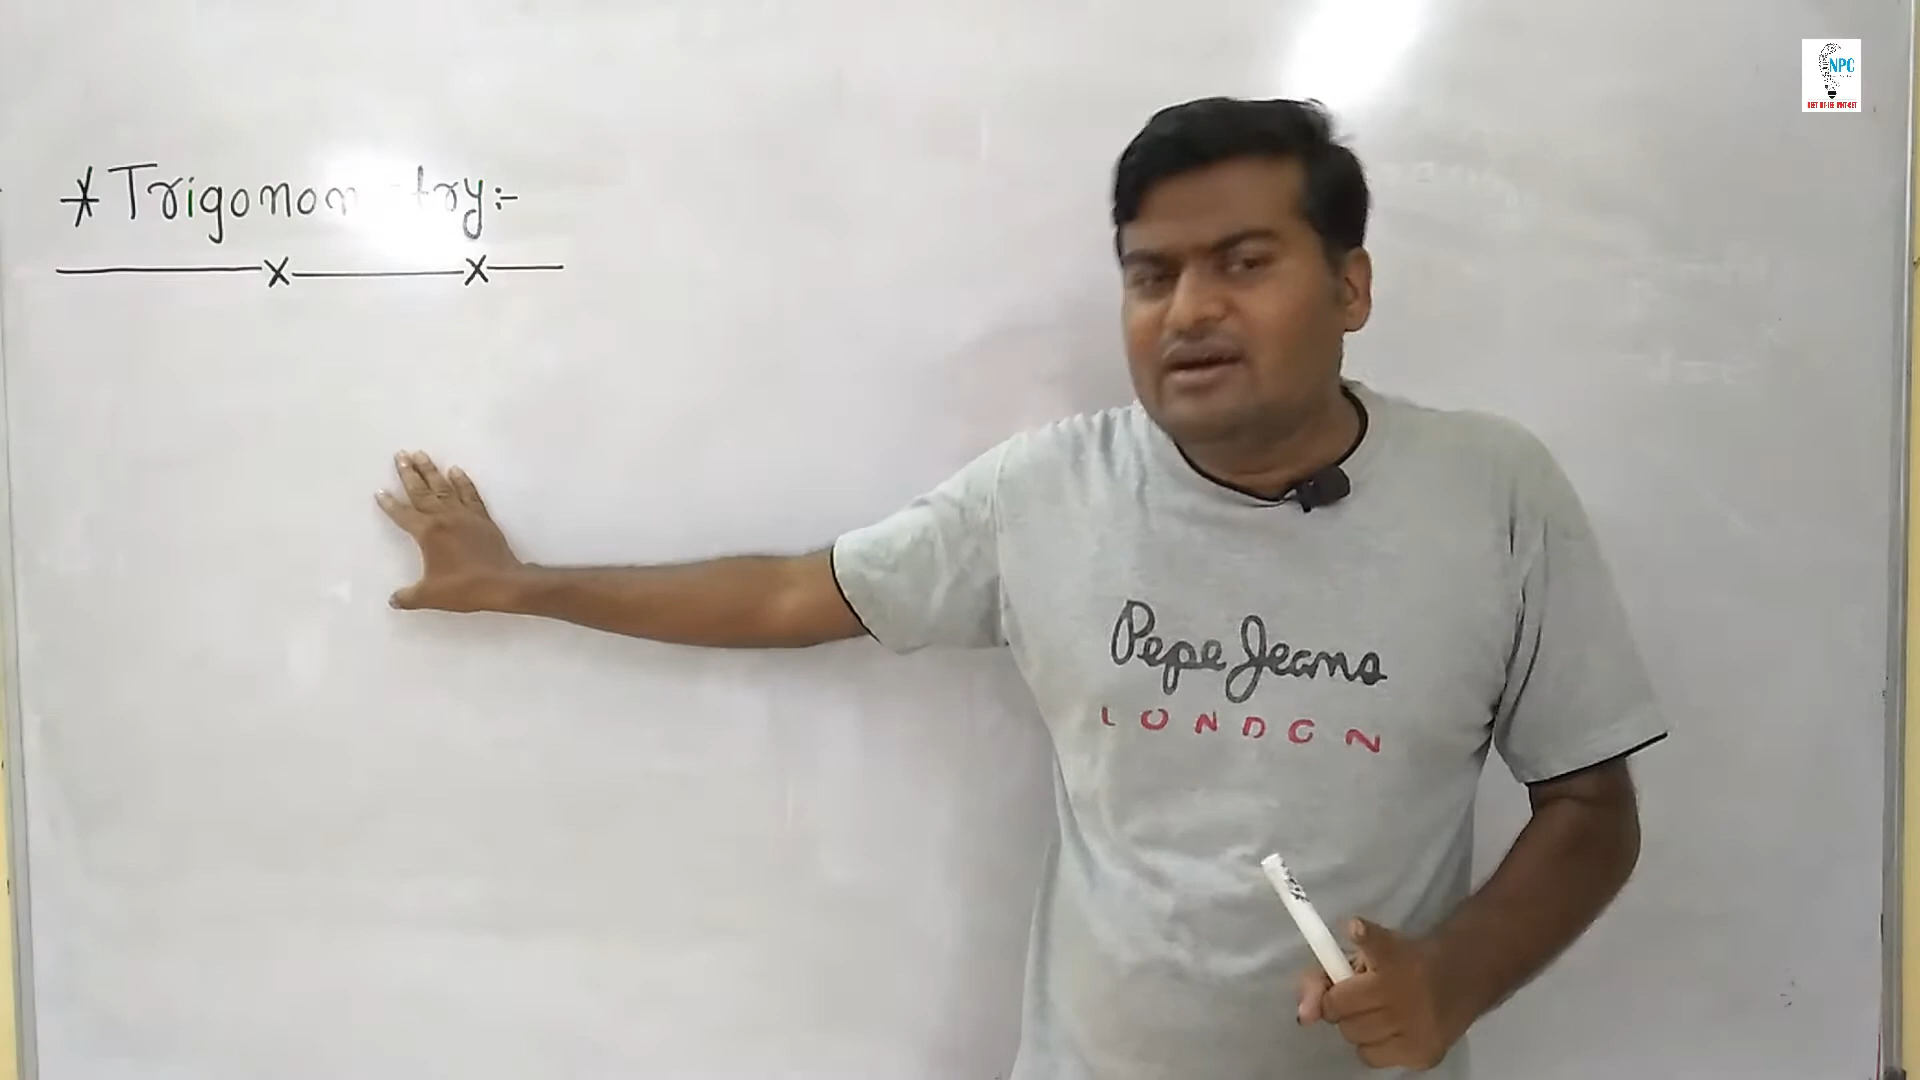 * Trigonometry:-
x x
NPC
Pepe Jeans
LONDON